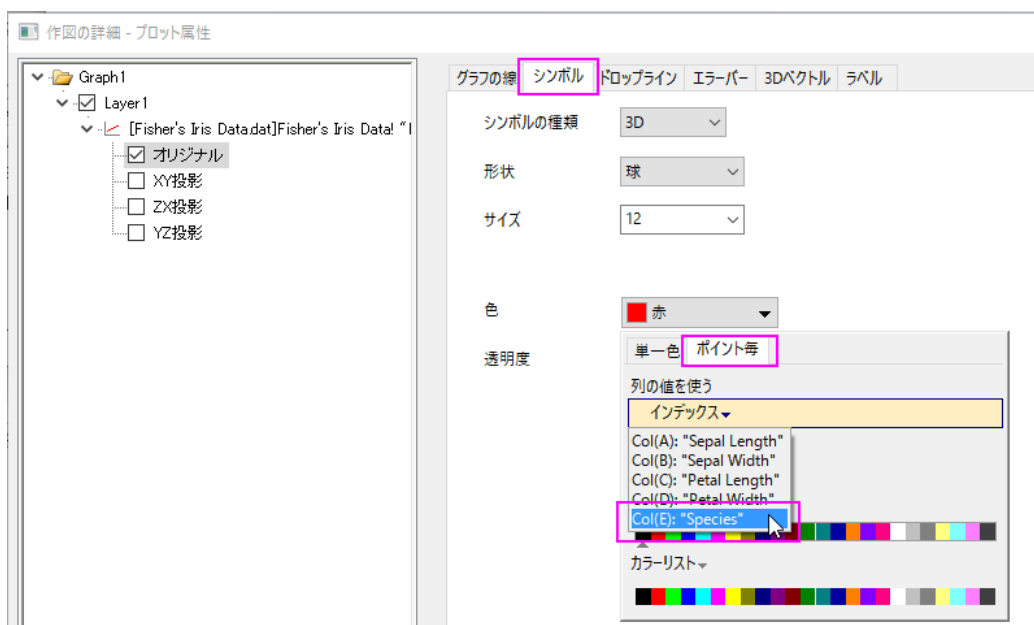 作図の詳細 - プロット属性
Graph1
Layer1
[Fisher's Iris Data.dat]Fisher's Iris Data! "I
オリジナル
XY投影
ZX投影
YZ投影
グラフの線 シンボル ドロップライン エラーバー 3Dベクトル ラベル
シンボルの種類 3D
形状 球
サイズ 12
色 赤
透明度
単一色 ポイント毎
列の値を使う
インデックス
Col(A): "Sepal Length"
Col(B): "Sepal Width"
Col(C): "Petal Length"
Col(D): "Petal Width"
Col(E): "Species"
カラーリスト